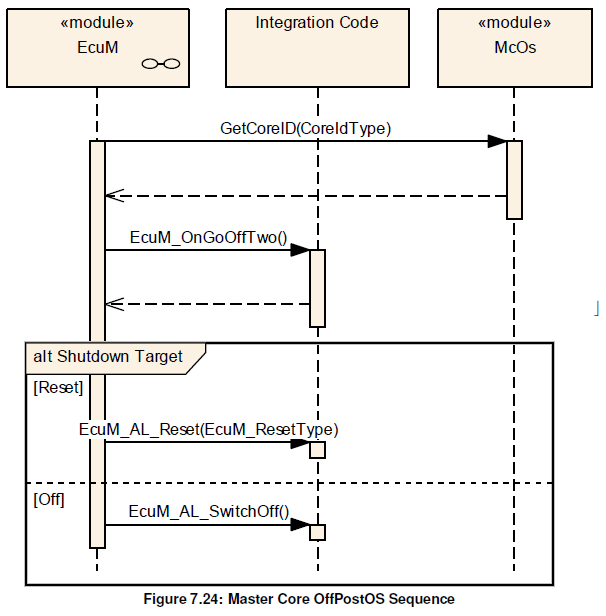 «module»
EcuM
Integration Code
«module»
McOs
GetCoreID(CoreIdType)
EcuM_OnGoOffTwo()
⌋
alt Shutdown Target
[Reset]
EcuM_AL_Reset(EcuM_ResetType)
[Off]
EcuM_AL_SwitchOff()
Figure 7.24: Master Core OffPostOS Sequence